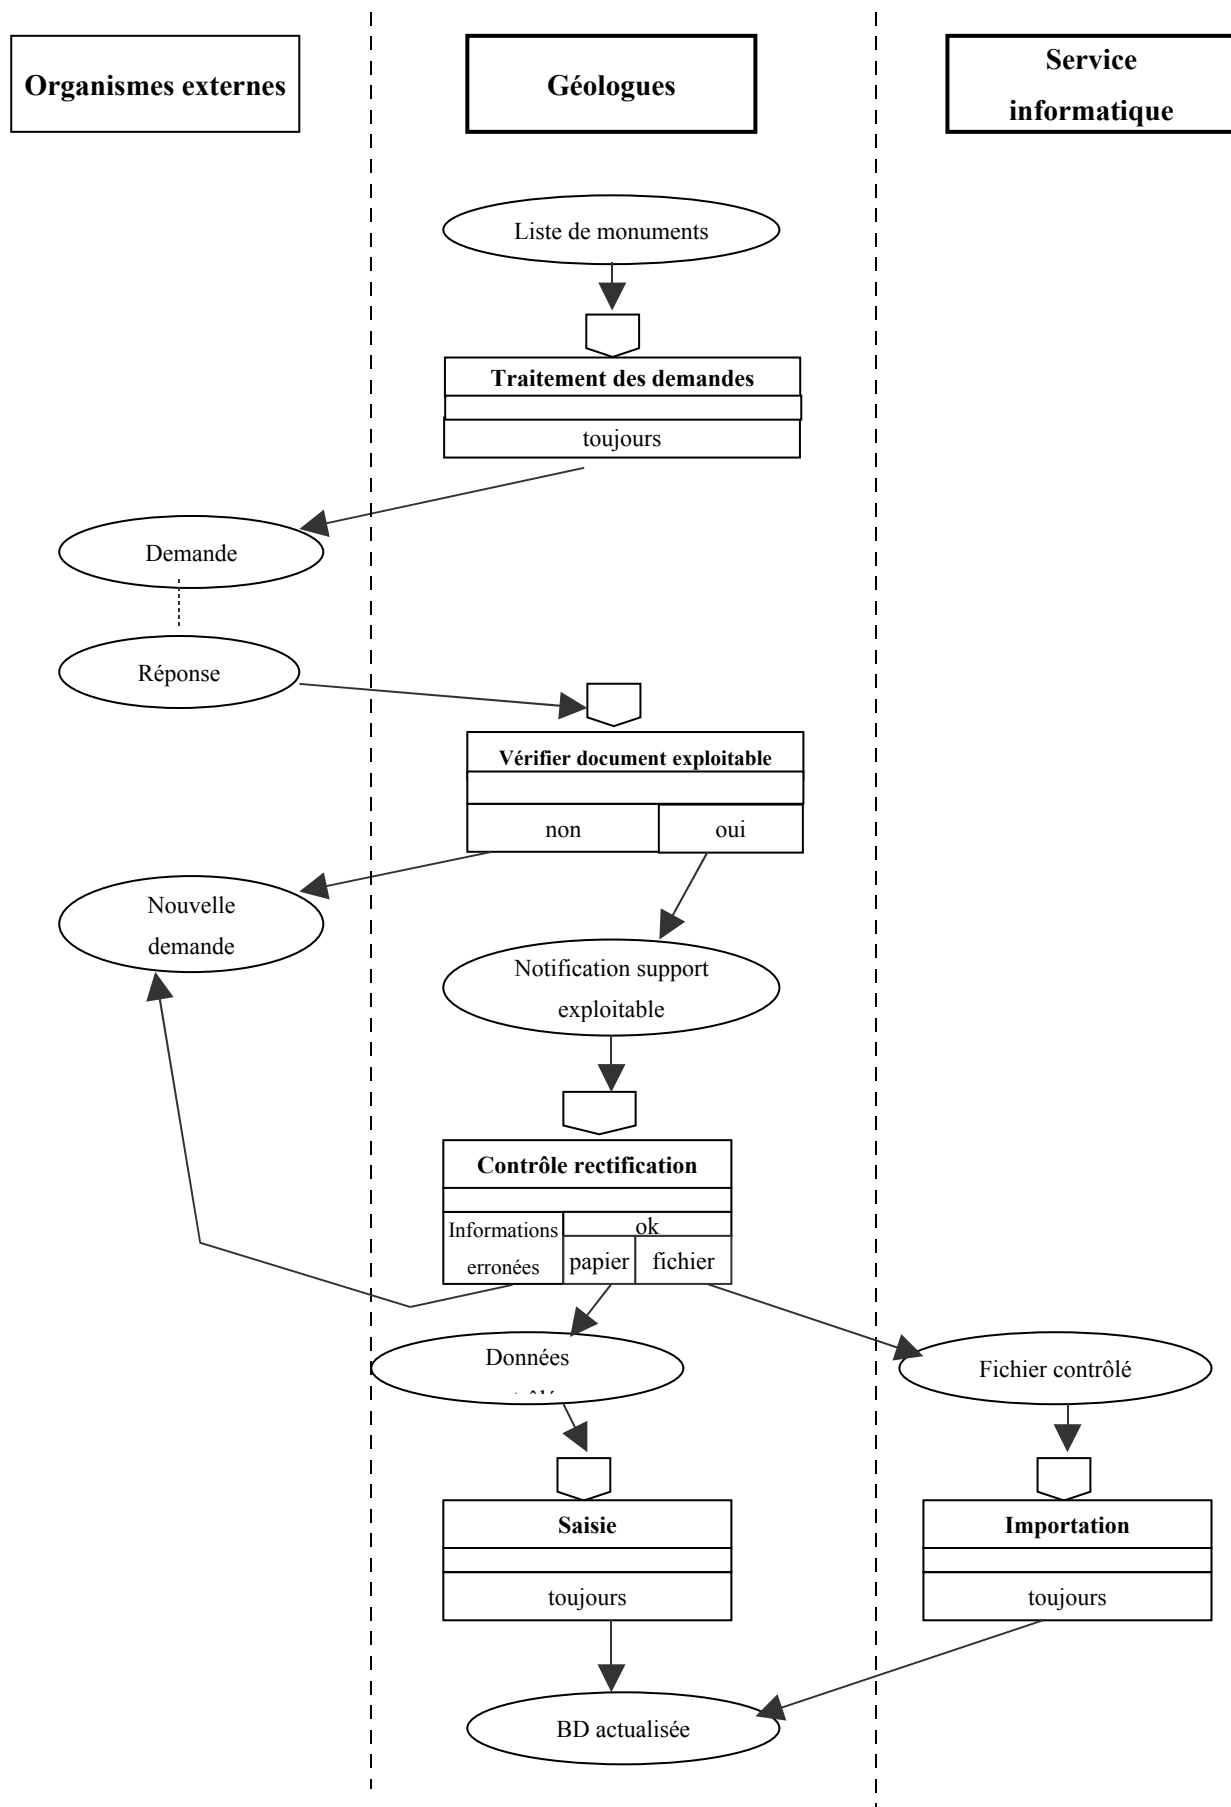 Organismes externes
Géologues
Service
informatique
Liste de monuments
Traitement des demandes
toujours
Demande
Réponse
Vérifier document exploitable
non
oui
Nouvelle
demande
Notification support
exploitable
Contrôle rectification
Informations
erronées
ok
papier
fichier
Données
Fichier contrôlé
Saisie
toujours
Importation
toujours
BD actualisée